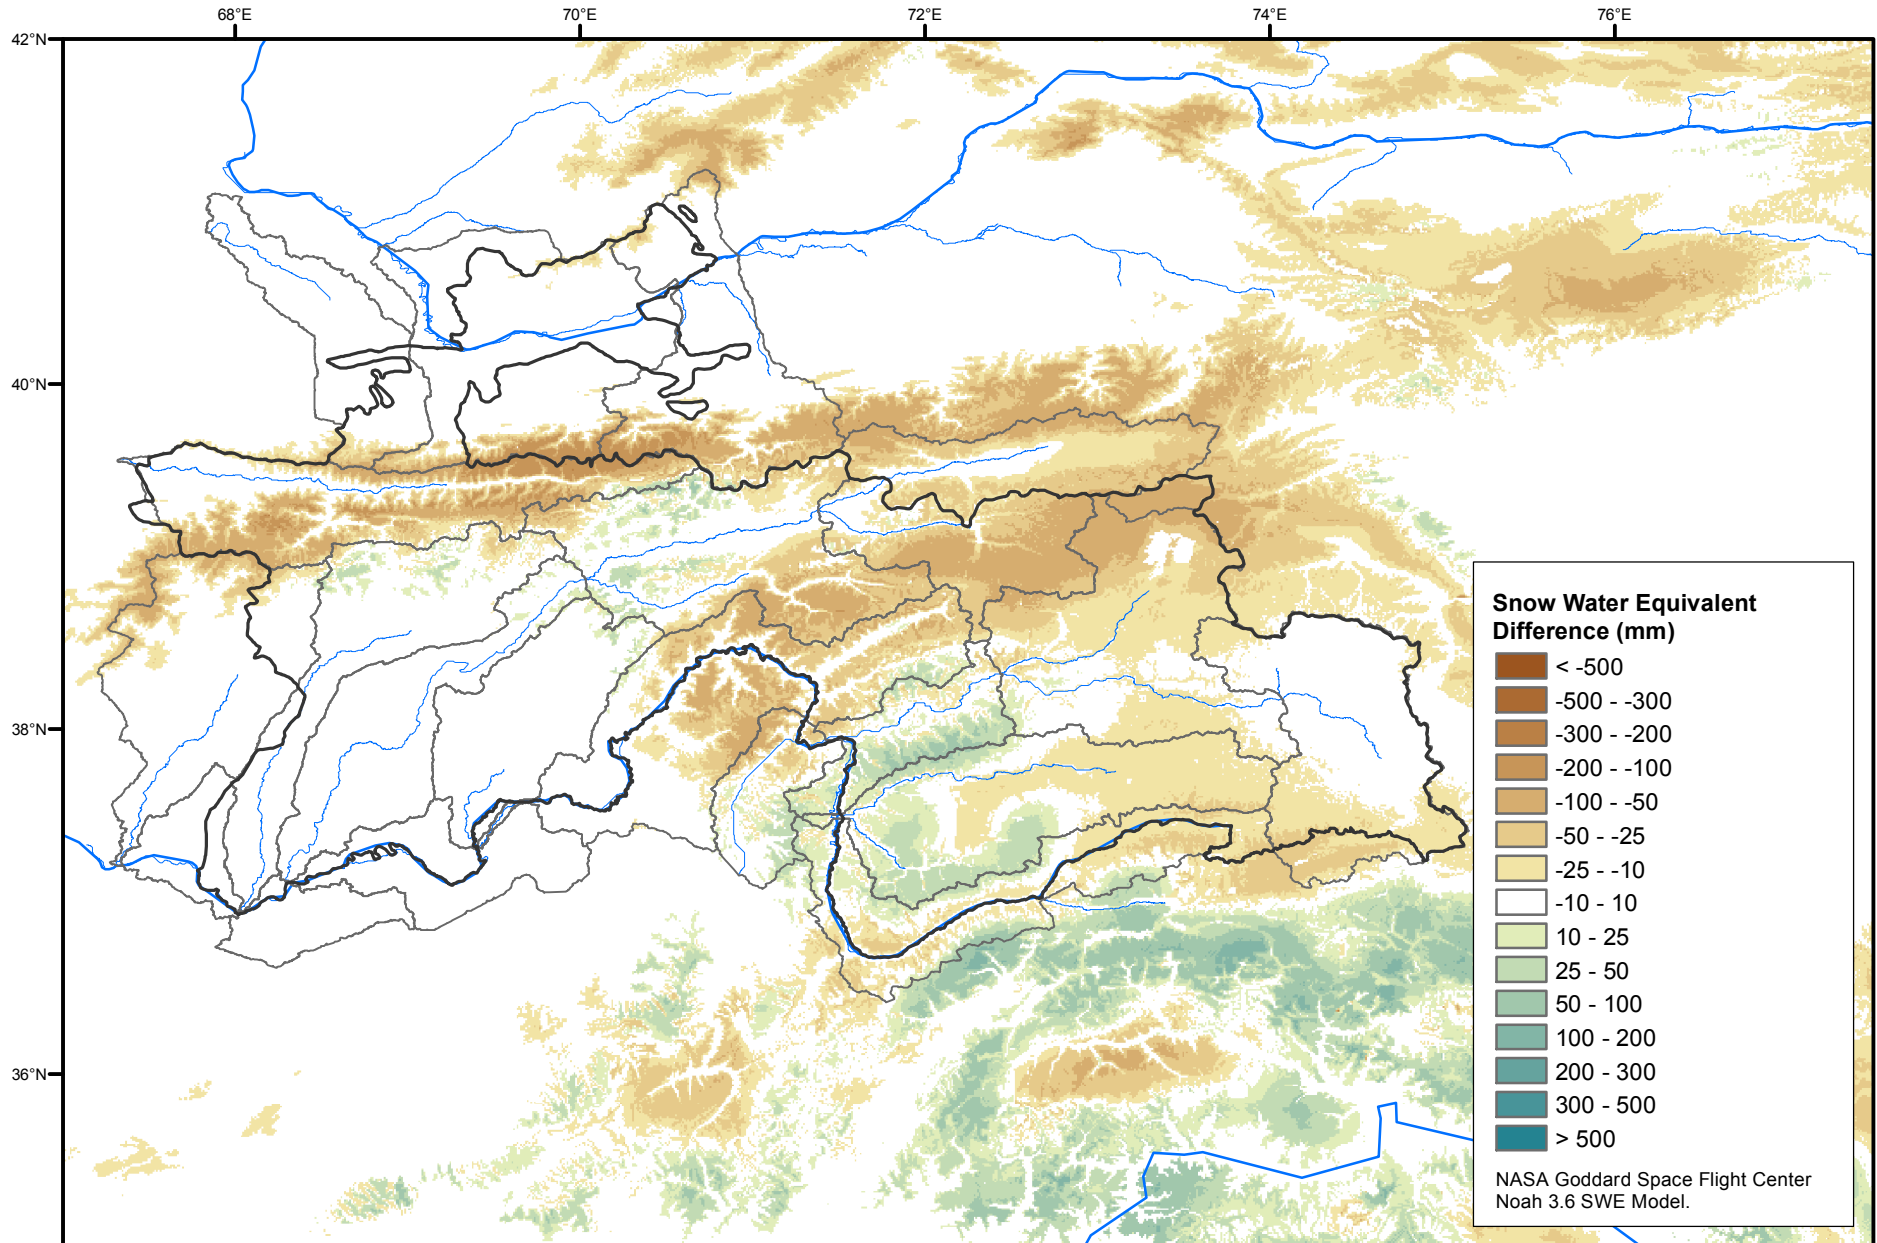 68°E 70°E 72°E 74°E 76°E
42°N
40°N
38°N
36°N
Snow Water Equivalent
Difference (mm)
< -500
-500 - -300
-300 - -200
-200 - -100
-100 - -50
-50 - -25
-25 - -10
-10 - 10
10 - 25
25 - 50
50 - 100
100 - 200
200 - 300
300 - 500
> 500
NASA Goddard Space Flight Center
Noah 3.6 SWE Model.